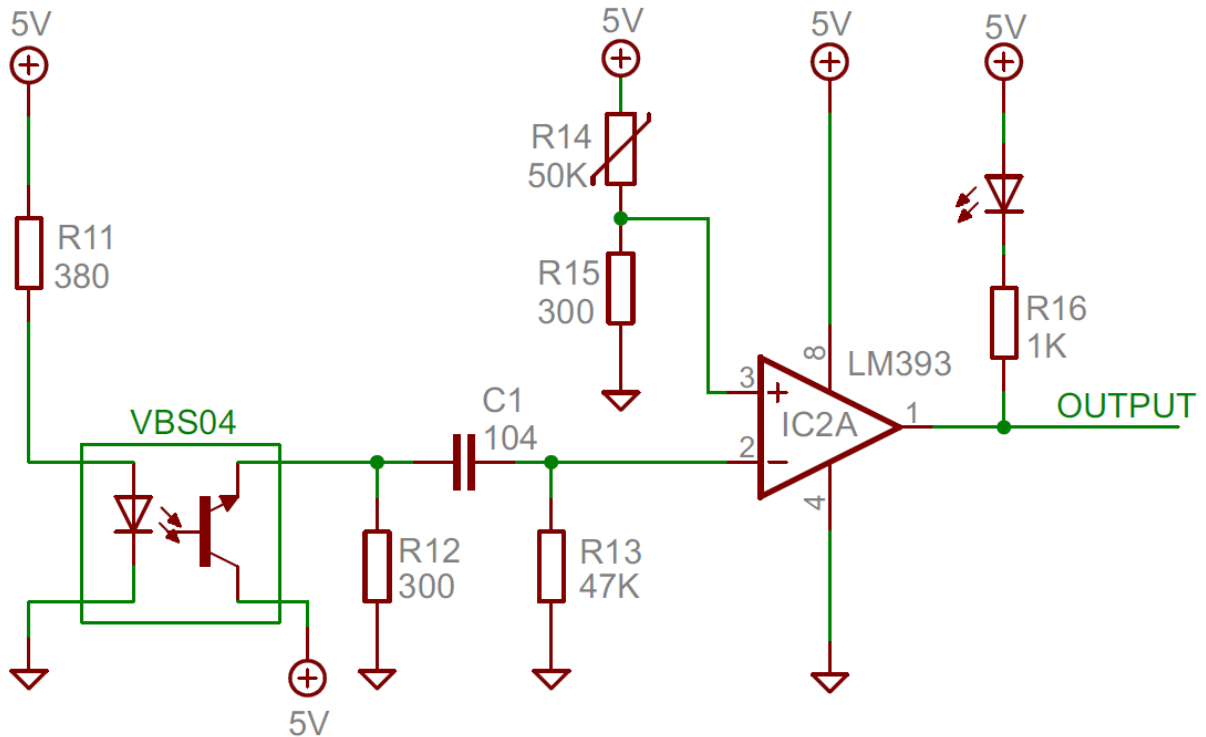 5V
5V
5V
5V
R14
50K
R11
380
R15
300
R16
1K
8
LM393
3
+
IC2A
1
OUTPUT
VBS04
C1
104
2
−
4
R12
300
R13
47K
5V